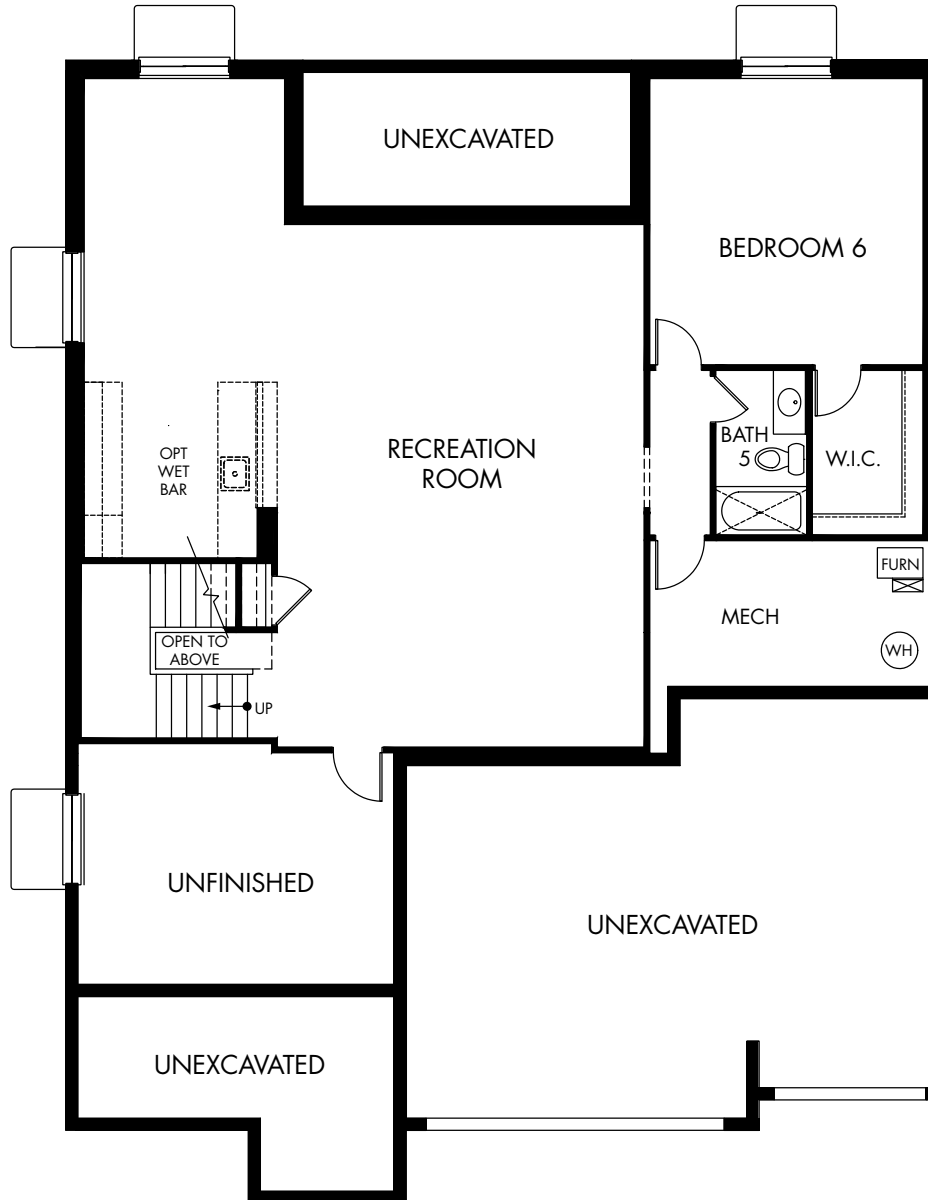 UNEXCAVATED
BEDROOM 6
RECREATION
ROOM
BATH
5
W.I.C.
OPT
WET
BAR
FURN
MECH
WH
OPEN TO
ABOVE
UP
UNFINISHED
UNEXCAVATED
UNEXCAVATED